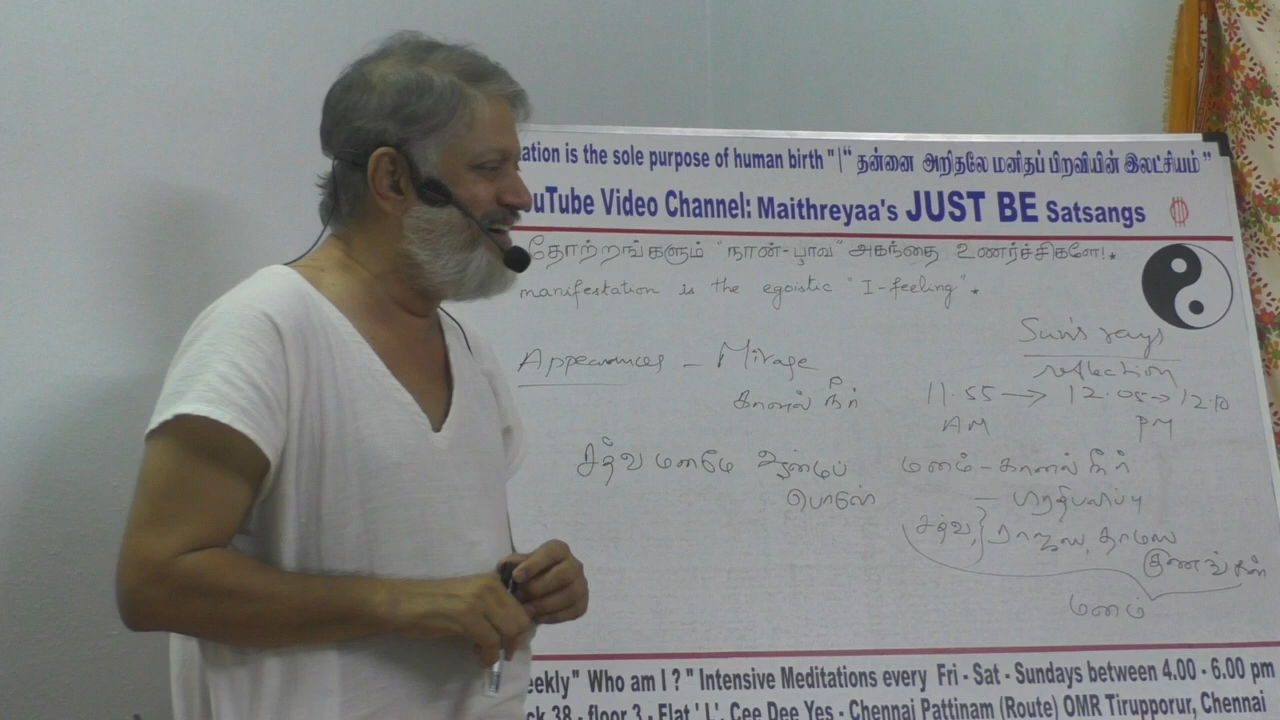 ation is the sole purpose of human birth " | " தன்னை அறிதலே மனிதப் பிறவியின் இலட்சியம் "
ouTube Video Channel: Maithreyaa's JUST BE Satsangs
தோற்றங்களும் "நான்-பாவ" அகந்தை உணர்ச்சிகளே!*
manifestation is the egoistic "I-feeling" *
Sun's rays
reflection
Appearances - Mirage
கானல் நீர்
11.55 → 12.05 → 12.10
AM PM
சத்வ மனமே
மனம் - கானல் நீர்
- பிரதிபலிப்பு
சத்வ, } ராஜஸ, தாமஸ
குணங்கள்
மனம்
eekly" Who am I ? " Intensive Meditations every Fri - Sat - Sundays between 4.00 - 6.00 pm
ck 38 - floor 3 - Flat ' L', Cee Dee Yes - Chennai Pattinam (Route) OMR Tirupporur, Chennai